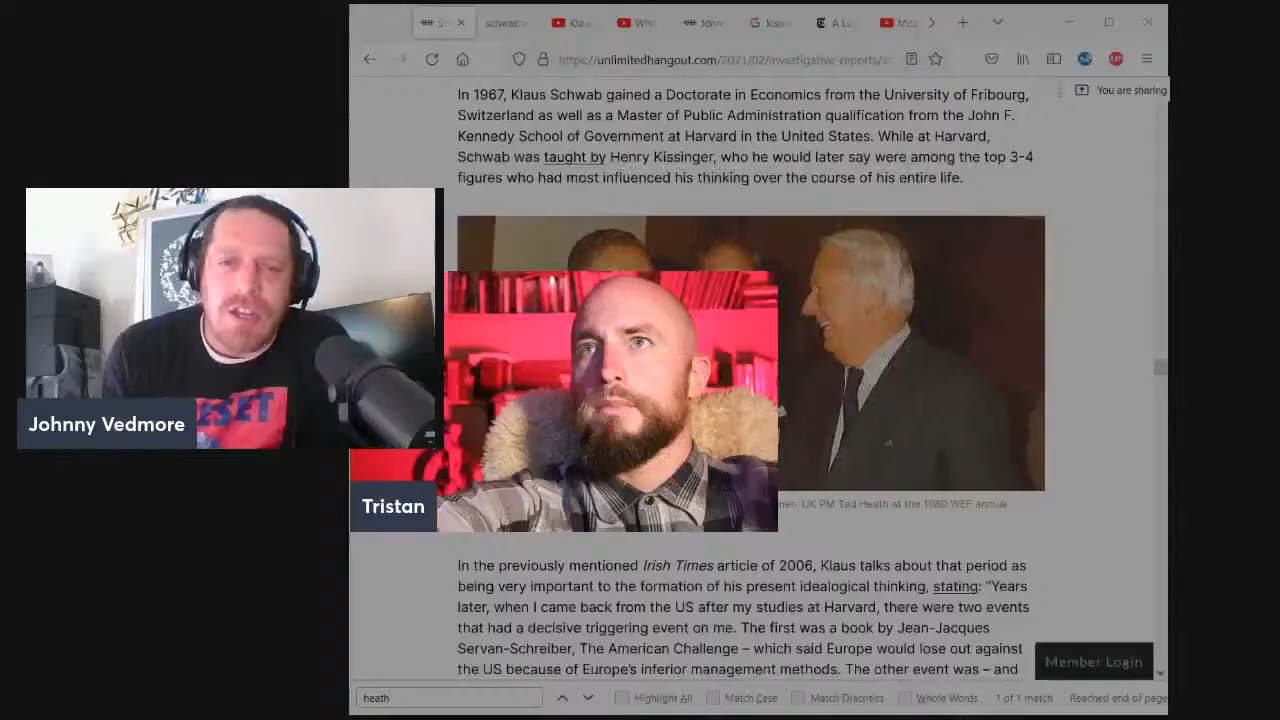 schwab
Klaus
Who
John
A Le
https://unlimitedhangout.com/2021/02/investigative-reports/s
You are sharing
In 1967, Klaus Schwab gained a Doctorate in Economics from the University of Fribourg,
Switzerland as well as a Master of Public Administration qualification from the John F.
Kennedy School of Government at Harvard in the United States. While at Harvard,
Schwab was taught by Henry Kissinger, who he would later say were among the top 3-4
figures who had most influenced his thinking over the course of his entire life.
ESET
Johnny Vedmore
Tristan
mer- UK PM Ted Heath at the 1980 WEF annual
In the previously mentioned Irish Times article of 2006, Klaus talks about that period as
being very important to the formation of his present idealogical thinking, stating: “Years
later, when I came back from the US after my studies at Harvard, there were two events
that had a decisive triggering event on me. The first was a book by Jean-Jacques
Servan-Schreiber, The American Challenge – which said Europe would lose out against
the US because of Europe's inferior management methods. The other event was – and
Member Login
heath
Highlight All
Match Case
Match Diacritics
Whole Words
1 of 1 match
Reached end of page